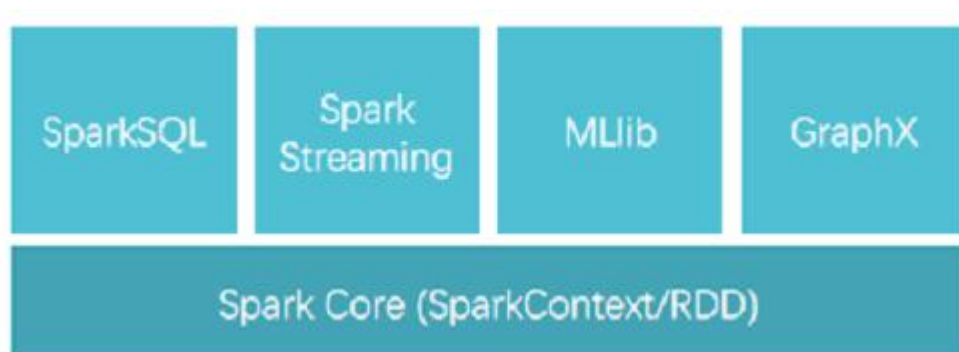 SparkSQL
Spark
Streaming
MLlib
GraphX
Spark Core (SparkContext/RDD)